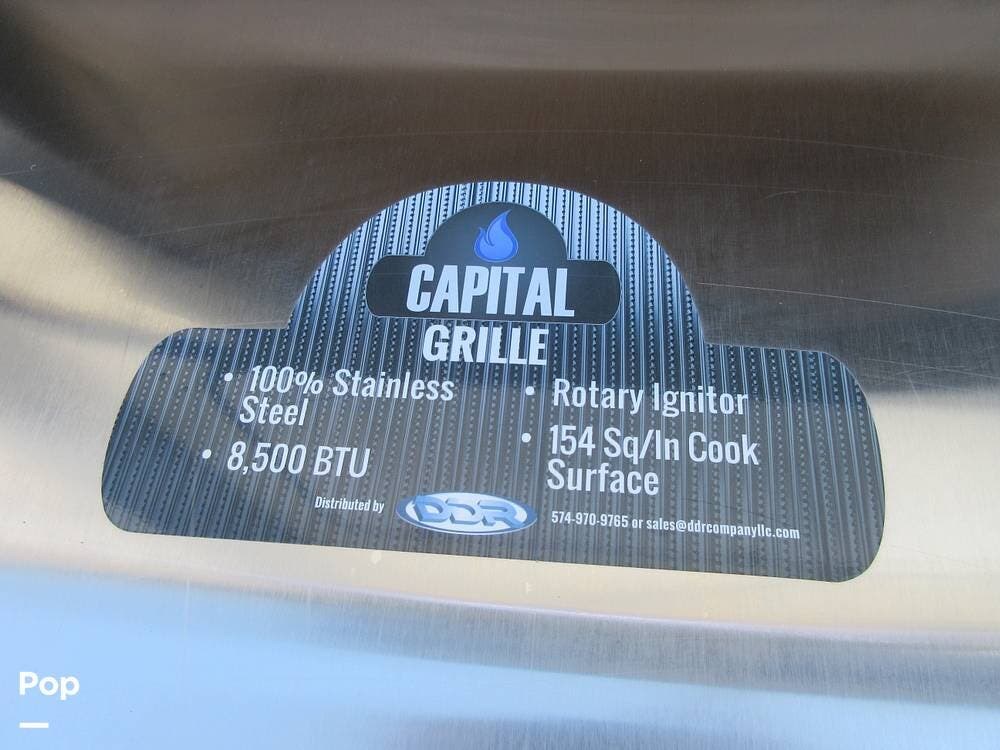 CAPITAL
GRILLE
• 100% Stainless
Steel
• 8,500 BTU
• Rotary Ignitor
• 154 Sq/In Cook
Surface
Distributed by
DDR
574-970-9765 or sales@ddrcompanyllc.com
Pop